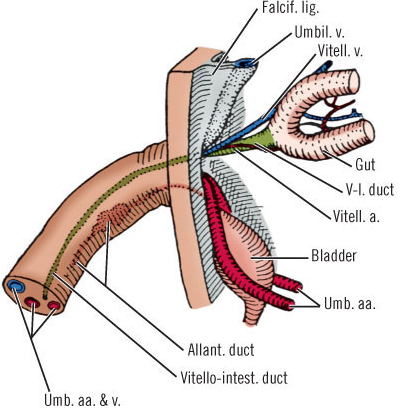 Falcif. lig.
Umbil. v.
Vitell. v.
Gut
V-I. duct
Vitell. a.
Bladder
Umb. aa.
Allant. duct
Vitello-intest. duct
Umb. aa. & v.